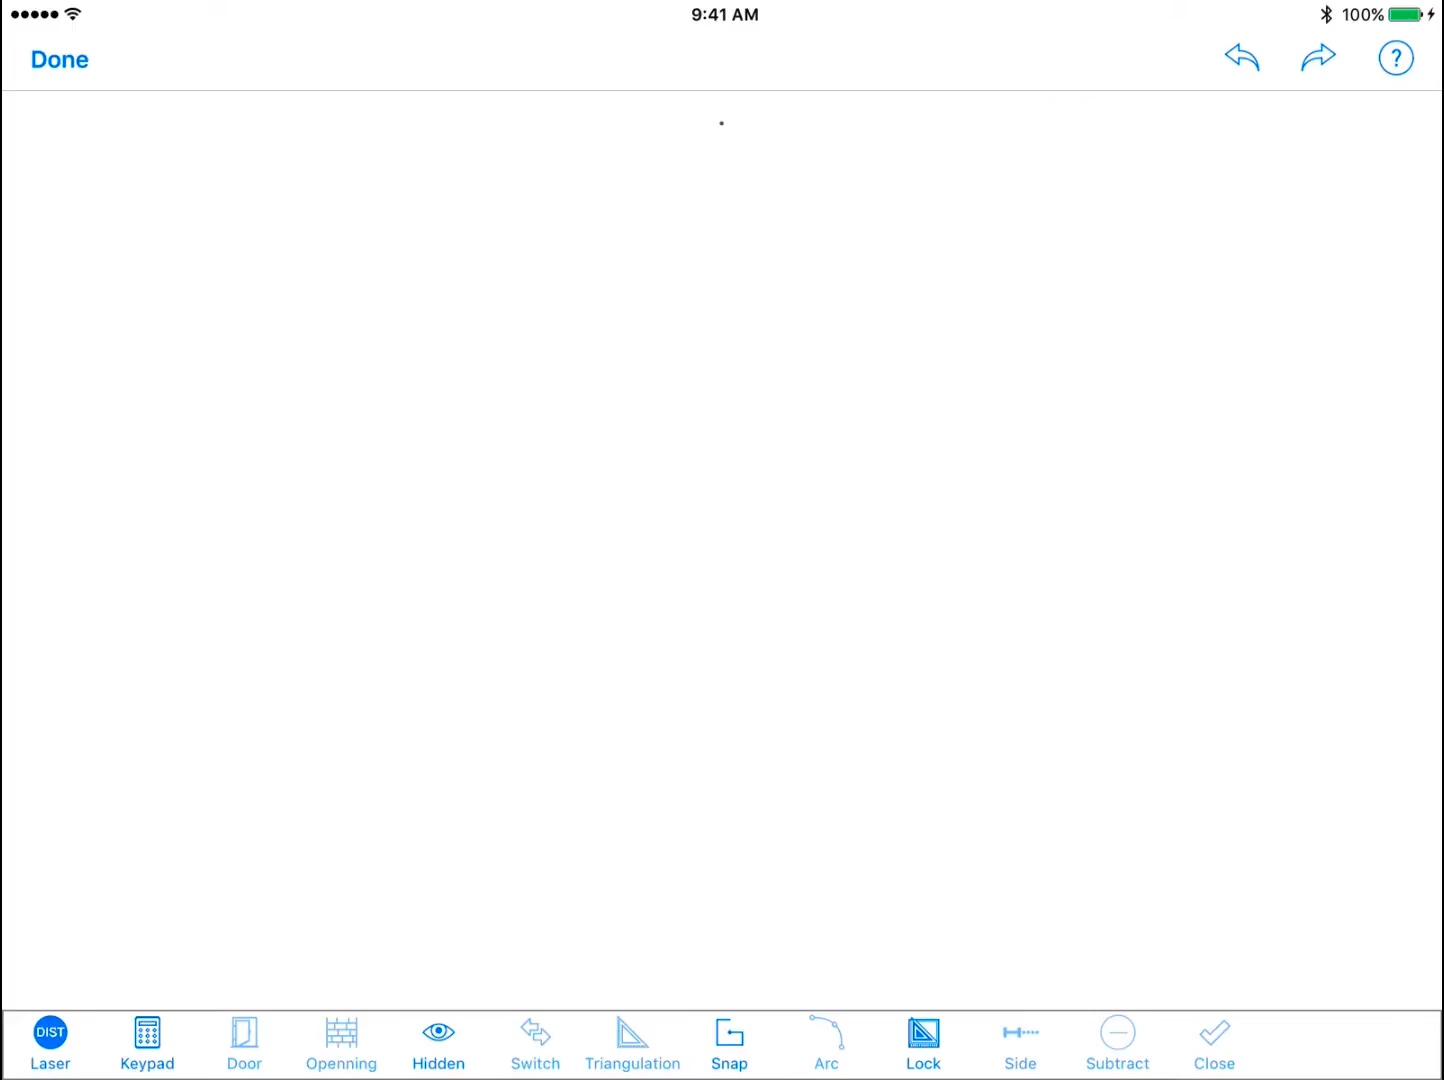 9:41 AM
100%
Done
?
DIST
Laser
Keypad
Door
Openning
Hidden
Switch
Triangulation
Snap
Arc
Lock
Side
Subtract
Close